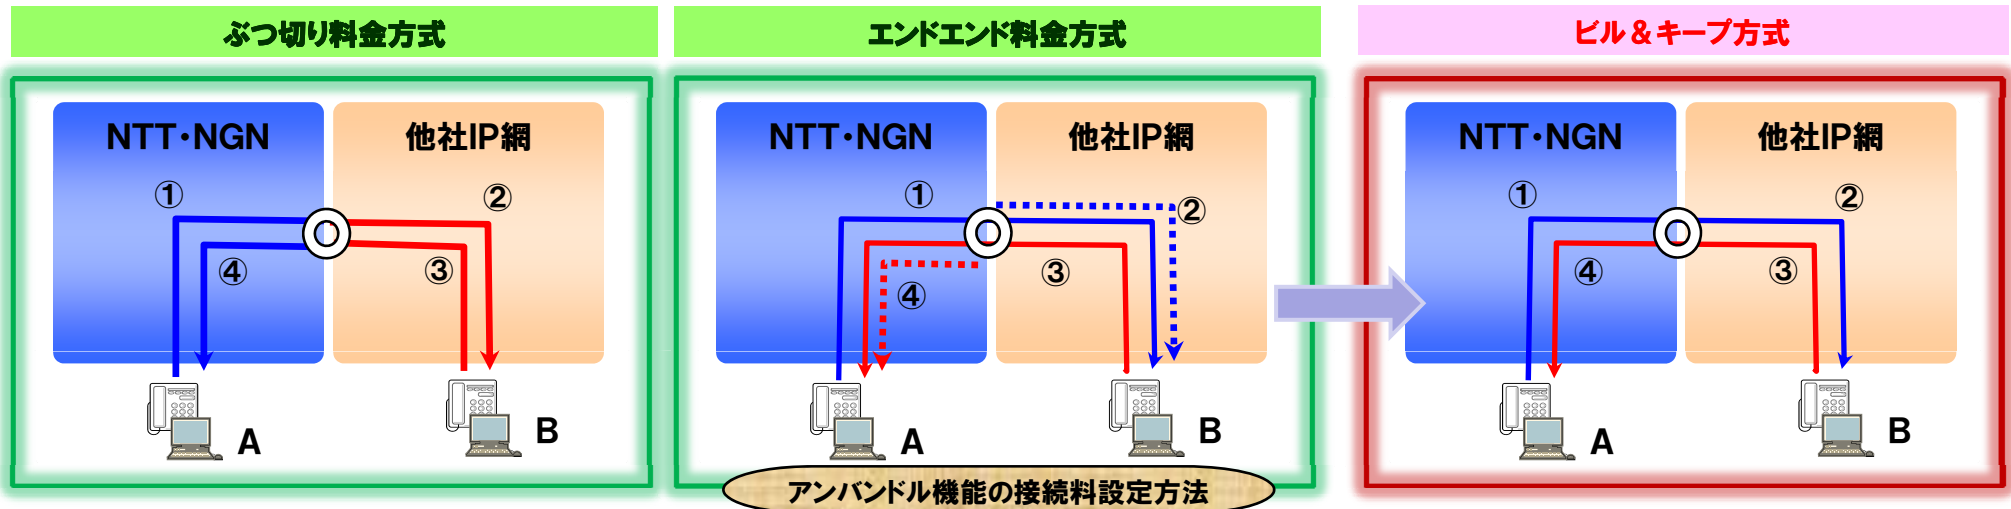 ぶつ切り料金方式
NTT・NGN
他社IP網
①
②
④
③
A
B
エンドエンド料金方式
NTT・NGN
他社IP網
①
②
③
④
A
B
アンバンドル機能の接続料設定方法
ビル＆キープ方式
NTT・NGN
他社IP網
①
②
④
③
A
B